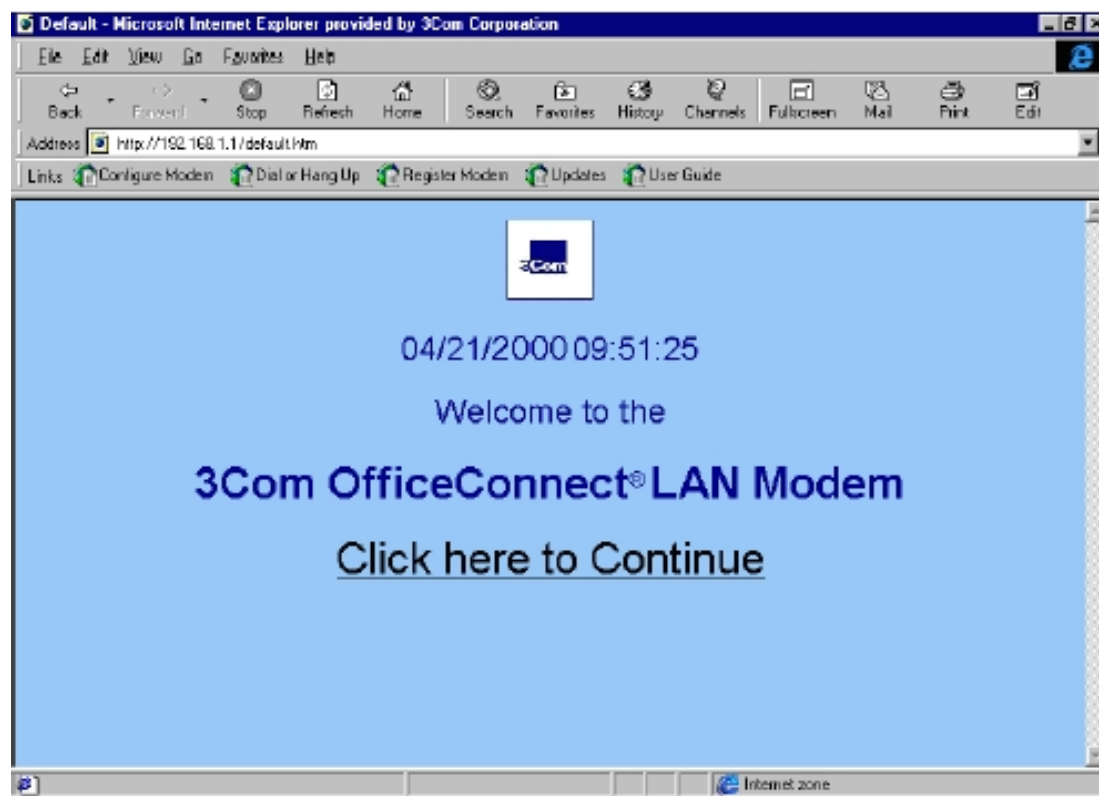 Default - Microsoft Internet Explorer provided by 3Com Corporation
File Edit View Go Favorites Help
Back Forward Stop Refresh Home Search Favorites History Channels Fullscreen Mail Print Edit
Address http://192.168.1.1/default.htm
Links Configure Modem Dial or Hang Up Register Modem Updates User Guide
3Com
04/21/2000 09:51:25
Welcome to the
3Com OfficeConnect® LAN Modem
Click here to Continue
Internet zone